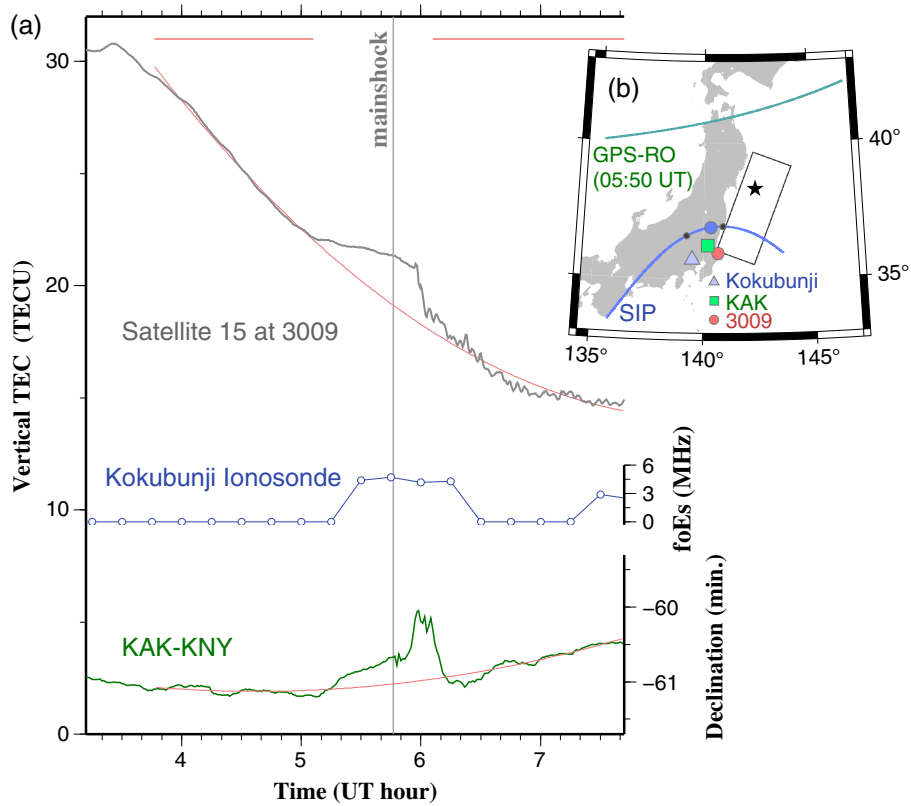 (a)
30
20
10
0
Vertical TEC (TECU)
mainshock
Satellite 15 at 3009
Kokubunji Ionosonde
6
3
0
foEs (MHz)
KAK-KNY
−60
−61
Declination (min.)
4 5 6 7
Time (UT hour)
(b)
GPS-RO
(05:50 UT)
SIP
Kokubunji
KAK
3009
40°
35°
135° 140° 145°